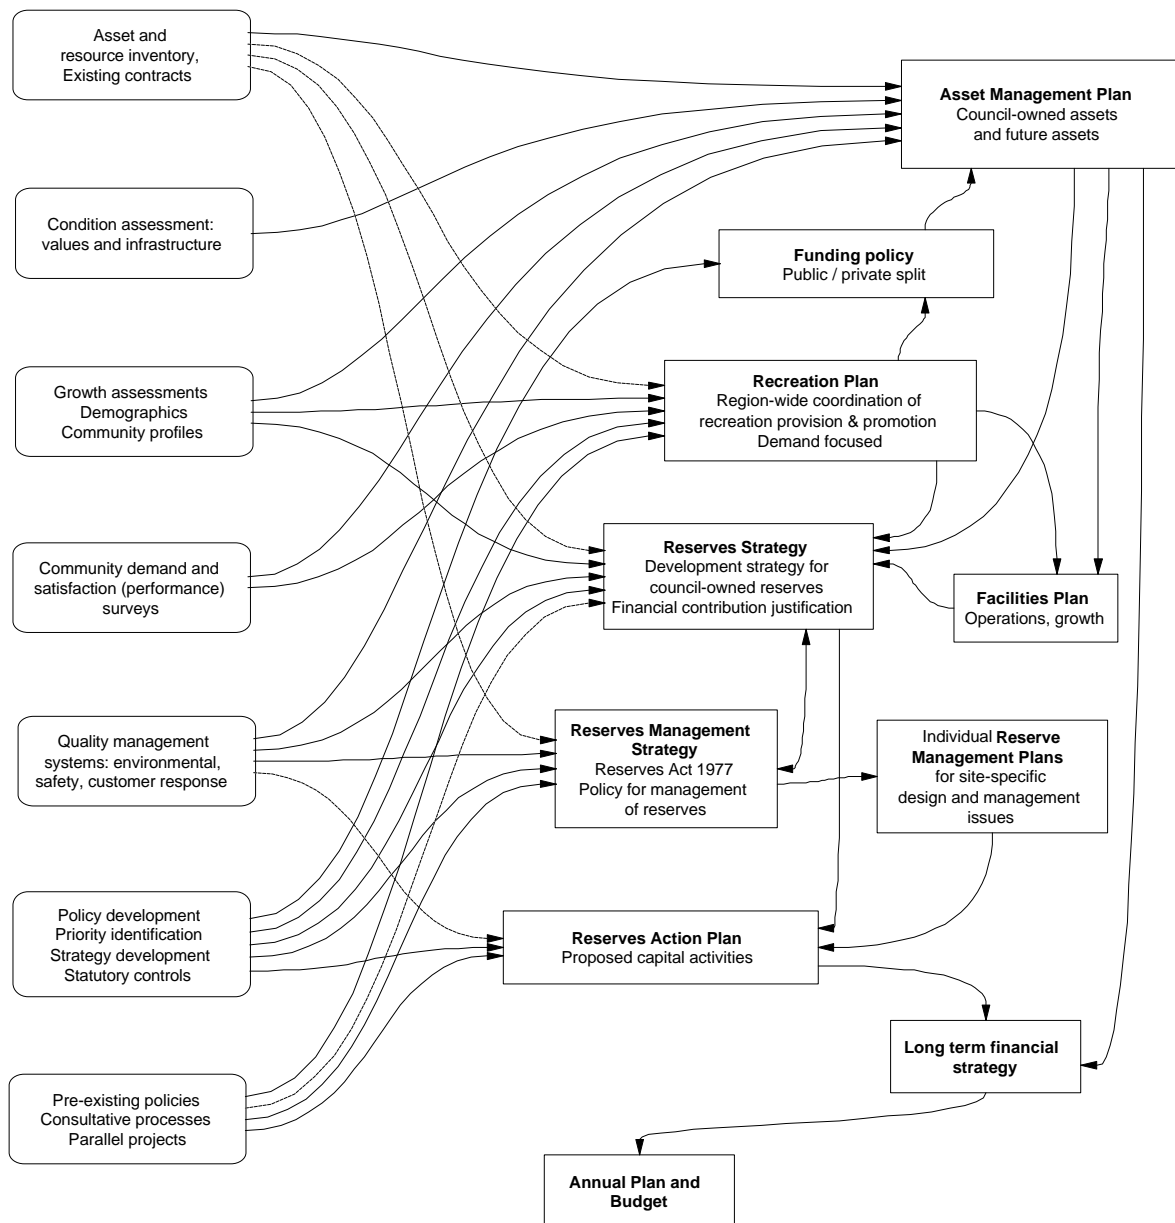 Asset and
resource inventory,
Existing contracts
Asset Management Plan
Council-owned assets
and future assets
Condition assessment:
values and infrastructure
Funding policy
Public / private split
Growth assessments
Demographics
Community profiles
Recreation Plan
Region-wide coordination of
recreation provision & promotion
Demand focused
Community demand and
satisfaction (performance)
surveys
Reserves Strategy
Development strategy for
council-owned reserves
Financial contribution justification
Facilities Plan
Operations, growth
Quality management
systems: environmental,
safety, customer response
Reserves Management
Strategy
Reserves Act 1977
Policy for management
of reserves
Individual Reserve
Management Plans
for site-specific
design and management
issues
Policy development
Priority identification
Strategy development
Statutory controls
Reserves Action Plan
Proposed capital activities
Long term financial
strategy
Pre-existing policies
Consultative processes
Parallel projects
Annual Plan and
Budget